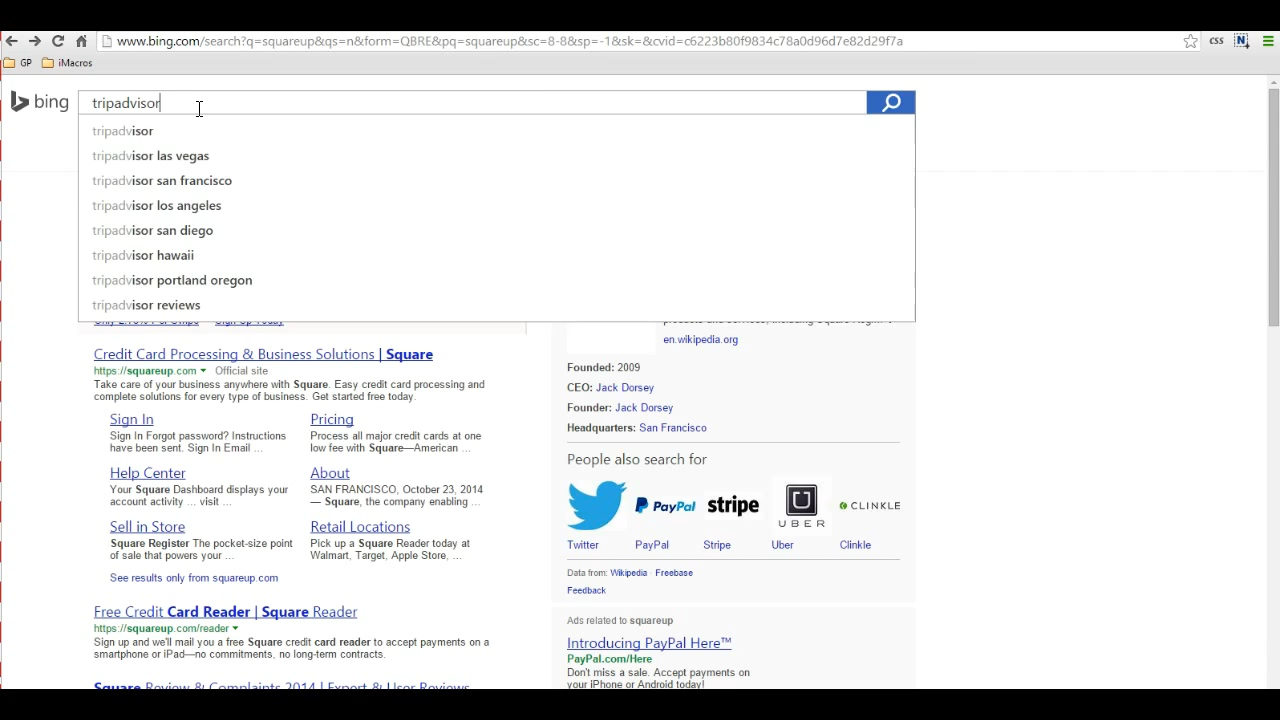 www.bing.com/search?q=squareup&qs=n&form=QBRE&pq=squareup&sc=8-8&sp=-1&sk=&cvid=c6223b80f9834c78a0d96d7e82d29f7a
css N
GP iMacros
bing tripadvisor
tripadvisor
tripadvisor las vegas
tripadvisor san francisco
tripadvisor los angeles
tripadvisor san diego
tripadvisor hawaii
tripadvisor portland oregon
tripadvisor reviews
Credit Card Processing & Business Solutions | Square
https://squareup.com Official site
Take care of your business anywhere with Square. Easy credit card processing and
complete solutions for every type of business. Get started free today.
Sign In
Sign In Forgot password? Instructions
have been sent. Sign In Email ...
Pricing
Process all major credit cards at one
low fee with Square—American ...
Help Center
Your Square Dashboard displays your
account activity ... visit ...
About
SAN FRANCISCO, October 23, 2014
— Square, the company enabling ...
Sell in Store
Square Register The pocket-size point
of sale that powers your ...
Retail Locations
Pick up a Square Reader today at
Walmart, Target, Apple Store, ...
See results only from squareup.com
Free Credit Card Reader | Square Reader
https://squareup.com/reader
Sign up and we'll mail you a free Square credit card reader to accept payments on a
smartphone or iPad—no commitments, no long-term contracts.
Square Review & Complaints 2014 | Expert & User Reviews
en.wikipedia.org
Founded: 2009
CEO: Jack Dorsey
Founder: Jack Dorsey
Headquarters: San Francisco
People also search for
PayPal stripe UBER CLINKLE
Twitter PayPal Stripe Uber Clinkle
Data from: Wikipedia · Freebase
Feedback
Ads related to squareup
Introducing PayPal Here™
PayPal.com/Here
Don't miss a sale. Accept payments on
your iPhone or Android today!